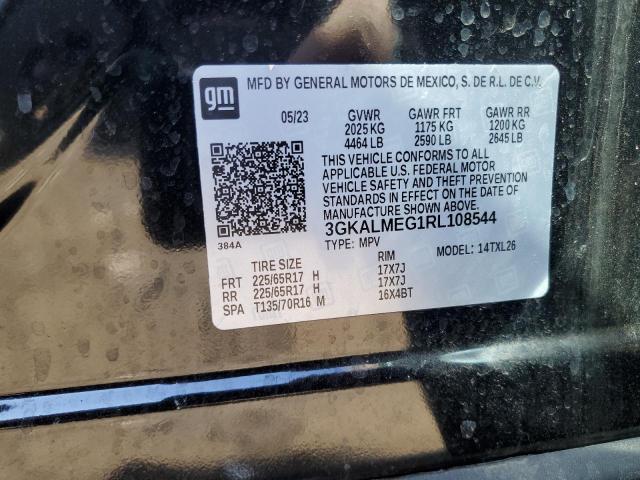 gm
MFD BY GENERAL MOTORS DE MEXICO, S. DE R.L. DE C.V.
05/23 GVWR GAWR FRT GAWR RR
2025 KG 1175 KG 1200 KG
4464 LB 2590 LB 2645 LB
THIS VEHICLE CONFORMS TO ALL
APPLICABLE U.S. FEDERAL MOTOR
VEHICLE SAFETY AND THEFT PREVENTION
STANDARDS IN EFFECT ON THE DATE OF
MANUFACTURE SHOWN ABOVE.
3GKALMEG1RL108544
384A
TYPE: MPV MODEL: 14TXL26
TIRE SIZE RIM
FRT 225/65R17 H 17X7J
RR 225/65R17 H 17X7J
SPA T135/70R16 M 16X4BT